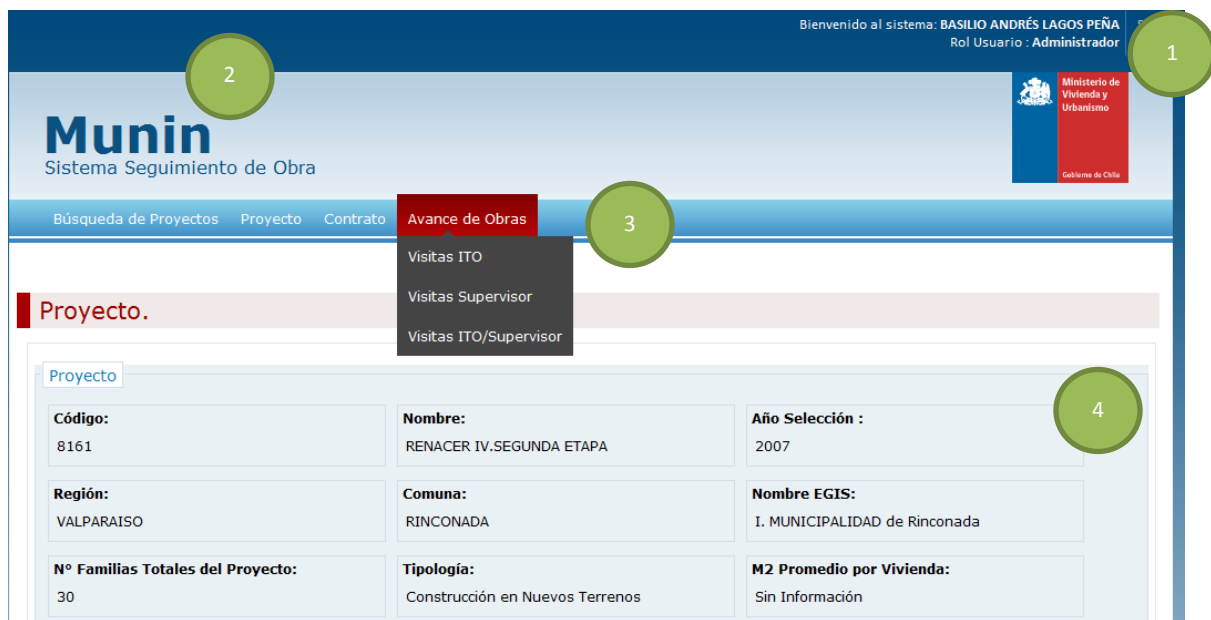 Bienvenido al sistema: BASILIO ANDRÉS LAGOS PEÑA
Rol Usuario : Administrador
1
2
Ministerio de
Vivienda y
Urbanismo
Gobierno de Chile
Munin
Sistema Seguimiento de Obra
Búsqueda de Proyectos Proyecto Contrato Avance de Obras
3
Visitas ITO
Visitas Supervisor
Visitas ITO/Supervisor
Proyecto.
Proyecto
4
Código: Nombre: Año Selección :
8161 RENACER IV.SEGUNDA ETAPA 2007
Región: Comuna: Nombre EGIS:
VALPARAISO RINCONADA I. MUNICIPALIDAD de Rinconada
Nº Familias Totales del Proyecto: Tipología: M2 Promedio por Vivienda:
30 Construcción en Nuevos Terrenos Sin Información